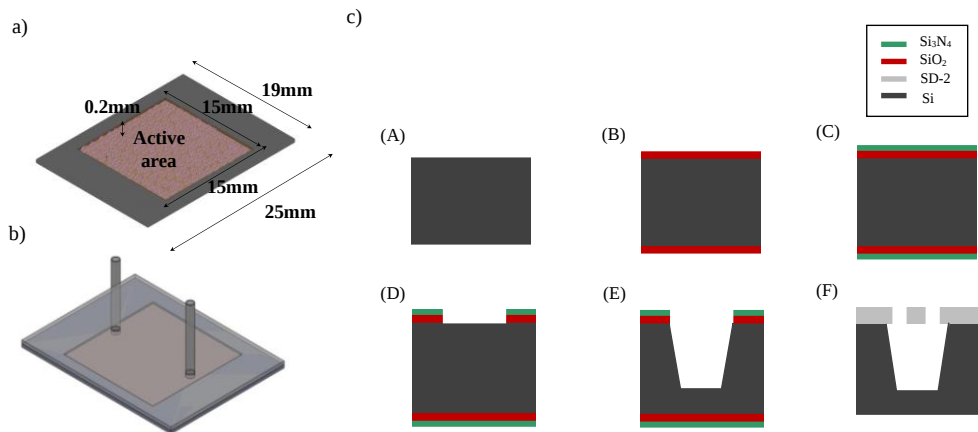 a)
19mm
15mm
0.2mm
Active
area
15mm
25mm
b)
c)
Si₃N₄
SiO₂
SD-2
Si
(A)
(B)
(C)
(D)
(E)
(F)